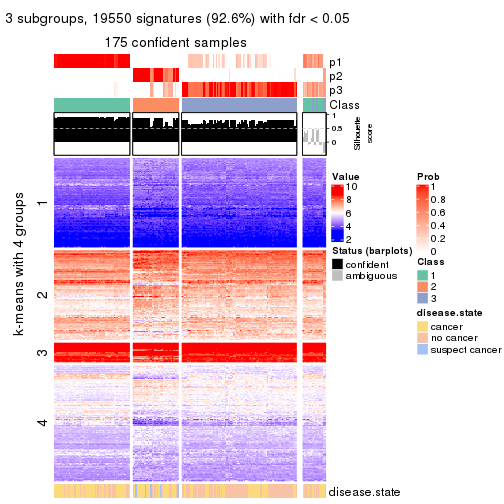 3 subgroups, 19550 signatures (92.6%) with fdr < 0.05
175 confident samples
p1
p2
p3
Class
1
0.5
0
Silhouette
score
k-means with 4 groups
1
2
3
4
disease.state
Value
10
8
6
4
2
Status (barplots)
confident
ambiguous
Prob
1
0.8
0.6
0.4
0.2
0
Class
1
2
3
disease.state
cancer
no cancer
suspect cancer